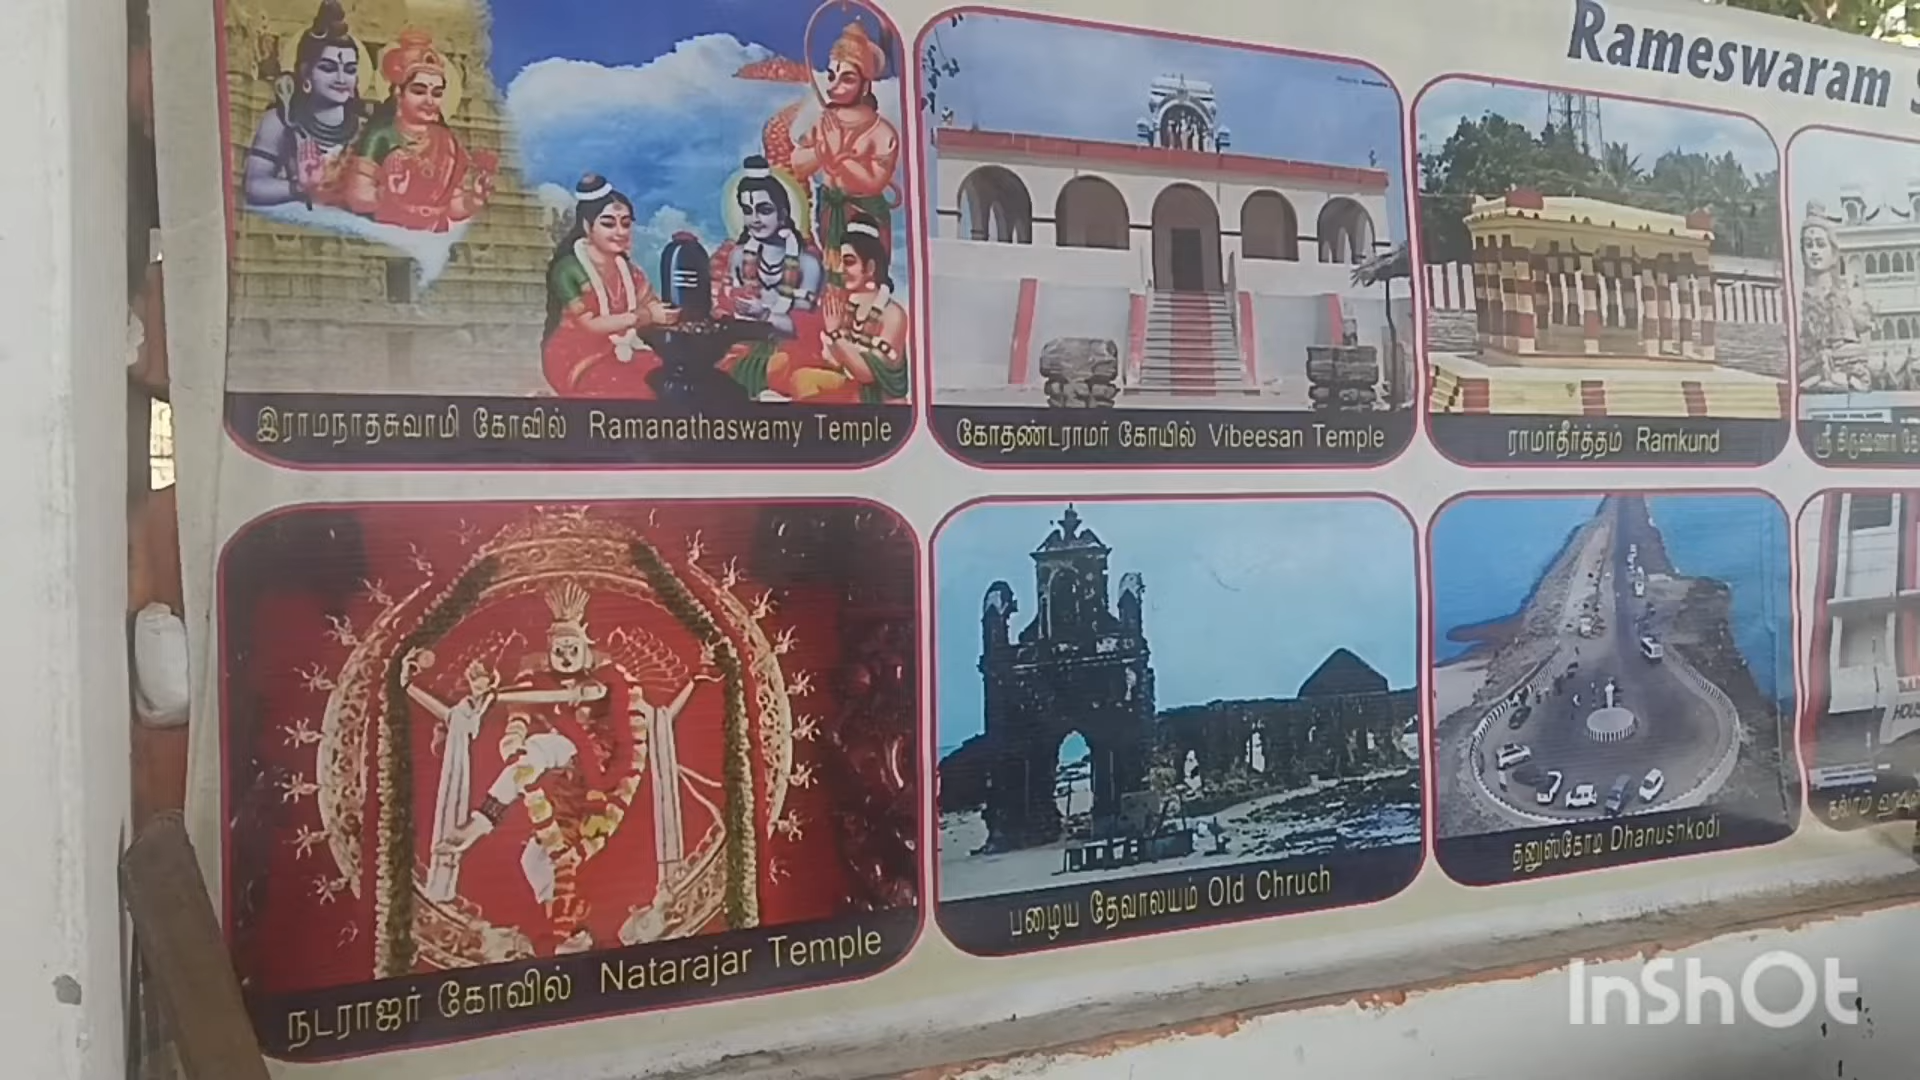 Rameswaram
இராமநாதசுவாமி கோவில் Ramanathaswamy Temple
கோதண்டராமர் கோயில் Vibeesan Temple
ராமர்தீர்த்தம் Ramkund
ஸ்ரீ கிருஷ்ணா
நடராஜர் கோவில் Natarajar Temple
பழைய தேவாலயம் Old Chruch
தனுஸ்கோடி Dhanushkodi
கலாம்
InShOt